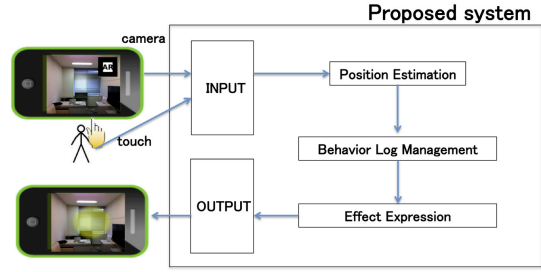 Proposed system
camera
AR
INPUT
Position Estimation
touch
Behavior Log Management
OUTPUT
Effect Expression